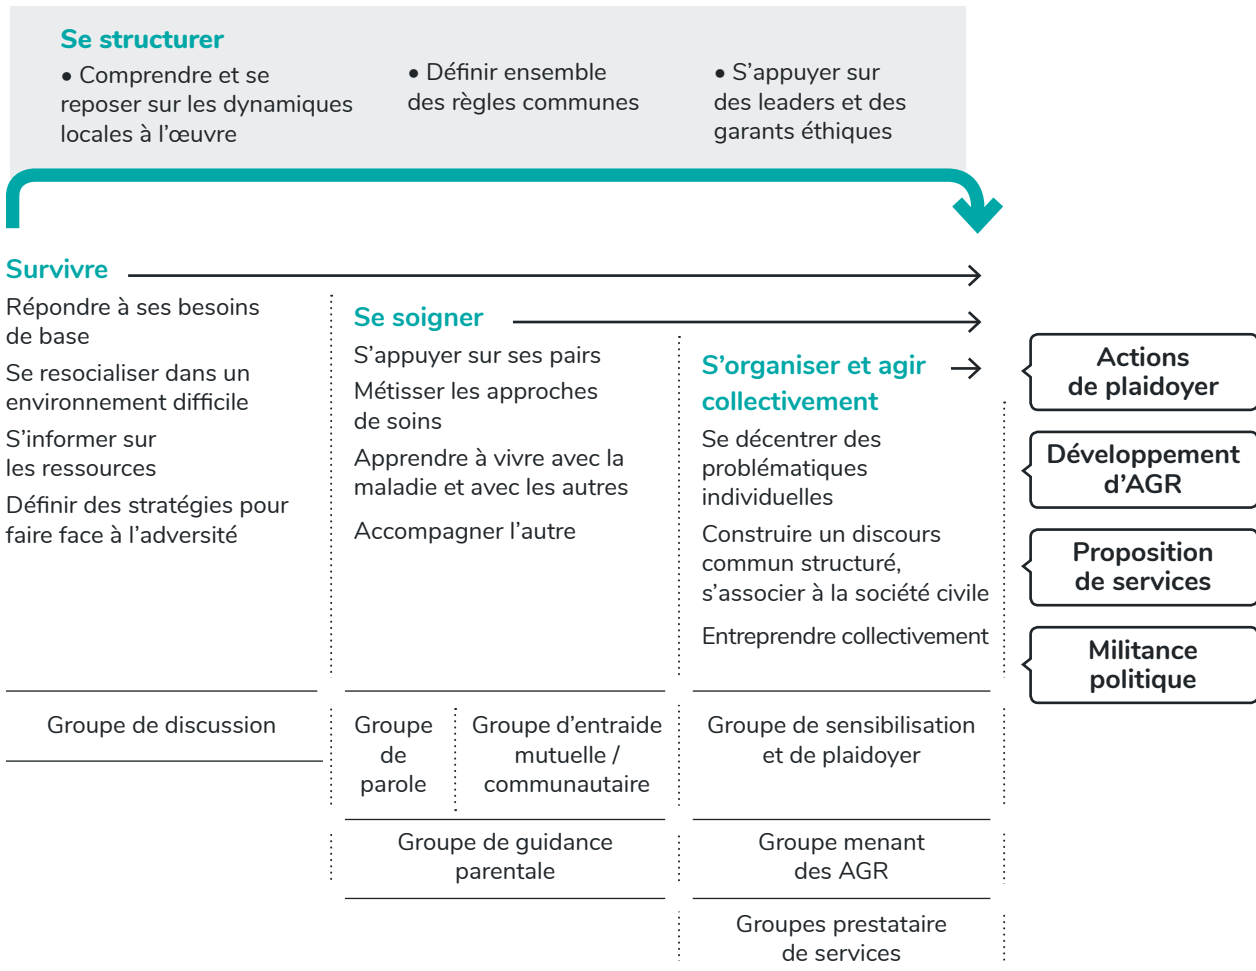 Se structurer
• Comprendre et se
reposer sur les dynamiques
locales à l’œuvre
• Définir ensemble
des règles communes
• S’appuyer sur
des leaders et des
garants éthiques
Survivre
Répondre à ses besoins
de base
Se resocialiser dans un
environnement difficile
S’informer sur
les ressources
Définir des stratégies pour
faire face à l’adversité
Se soigner
S’appuyer sur ses pairs
Métisser les approches
de soins
Apprendre à vivre avec la
maladie et avec les autres
Accompagner l’autre
S’organiser et agir
collectivement
Se décentrer des
problématiques
individuelles
Construire un discours
commun structuré,
s’associer à la société civile
Entreprendre collectivement
Actions
de plaidoyer
Développement
d’AGR
Proposition
de services
Militance
politique
Groupe de discussion
Groupe
de
parole
Groupe d’entraide
mutuelle /
communautaire
Groupe de sensibilisation
et de plaidoyer
Groupe de guidance
parentale
Groupe menant
des AGR
Groupes prestataire
de services